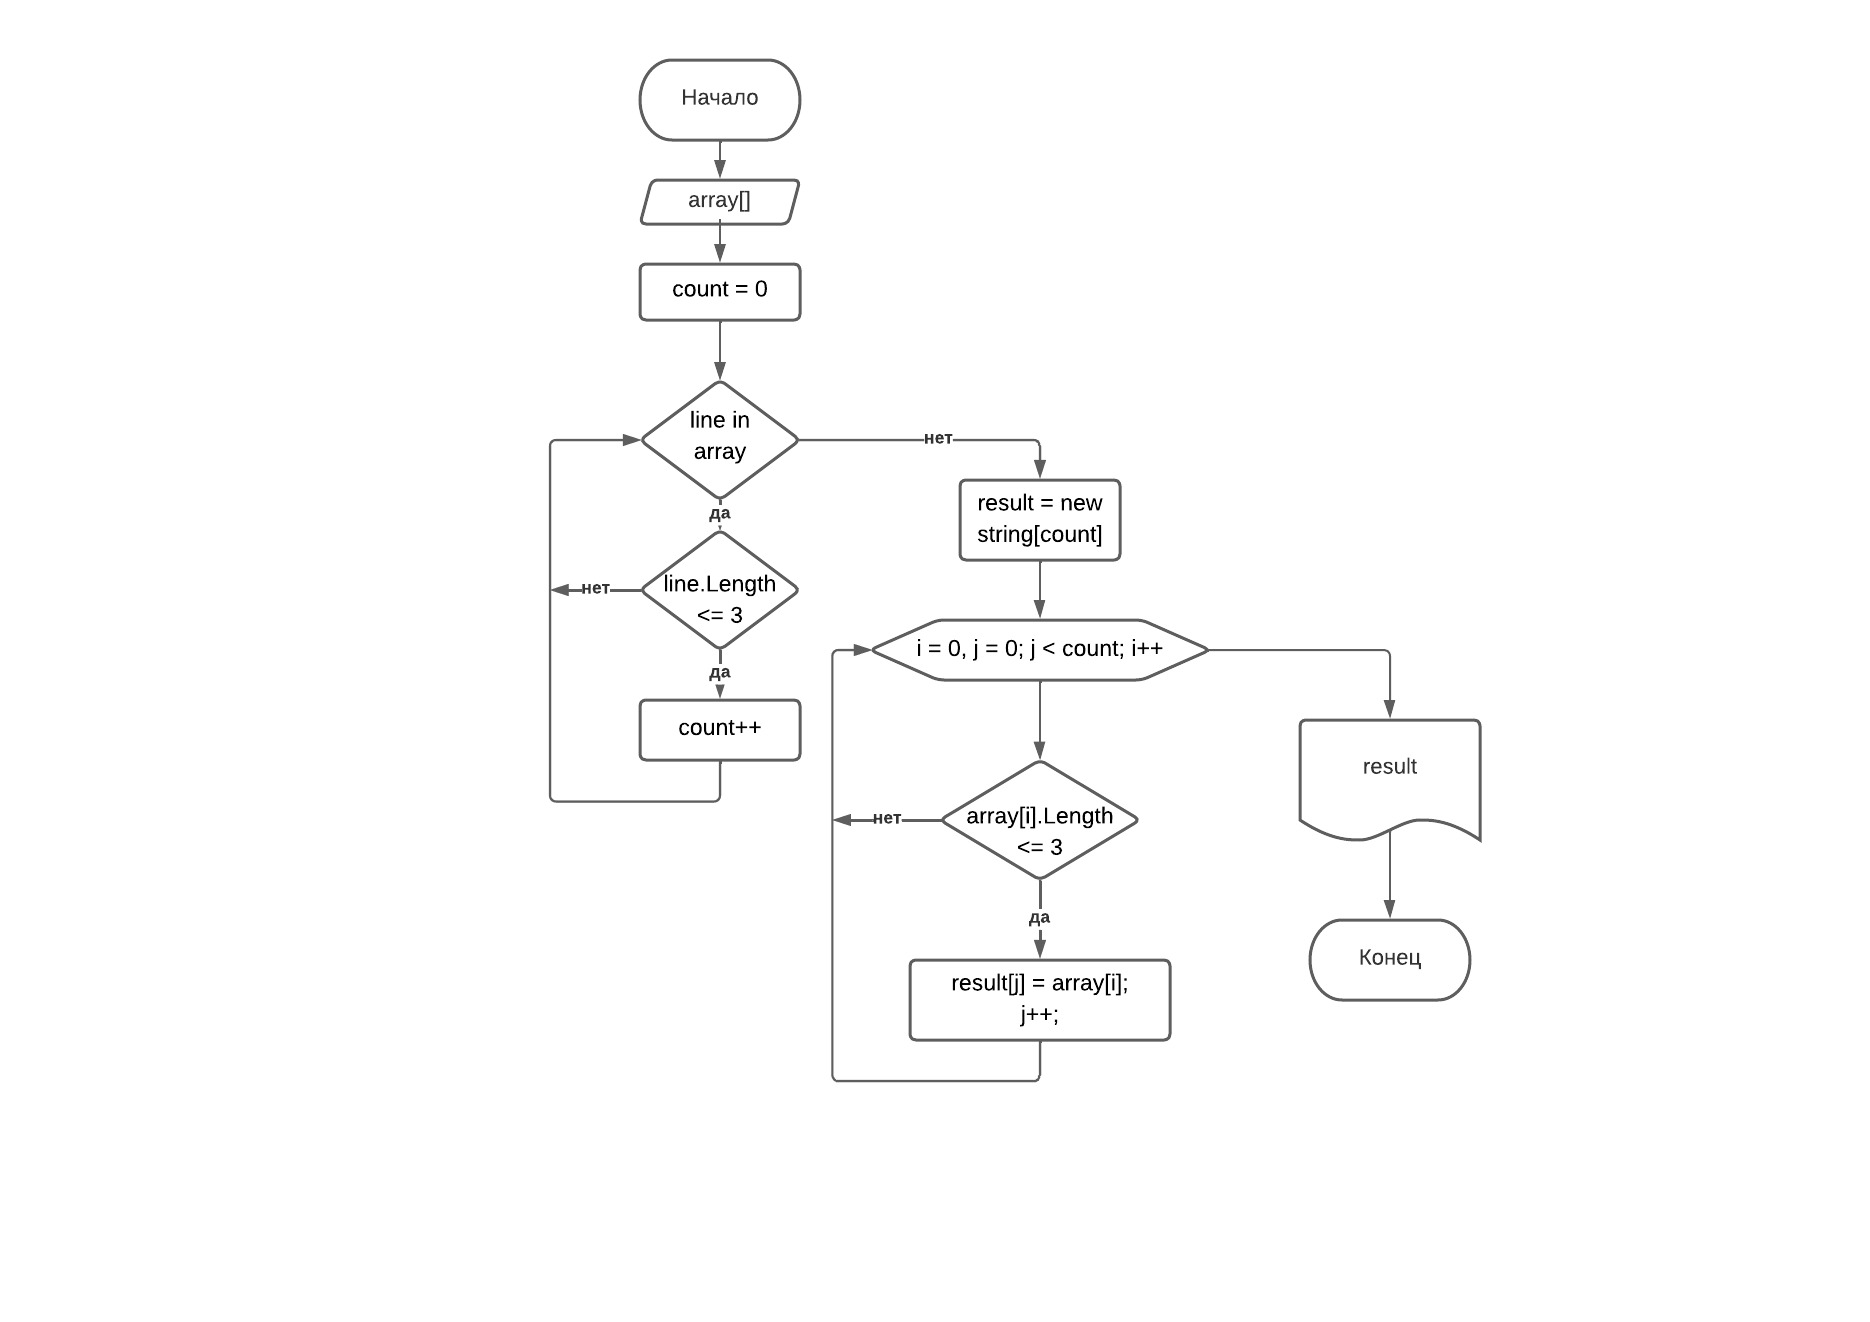 Начало
array[]
count = 0
line in
array
нет
да
line.Length
<= 3
нет
да
count++
result = new
string[count]
i = 0, j = 0; j < count; i++
array[i].Length
<= 3
нет
да
result[j] = array[i];
j++;
result
Конец